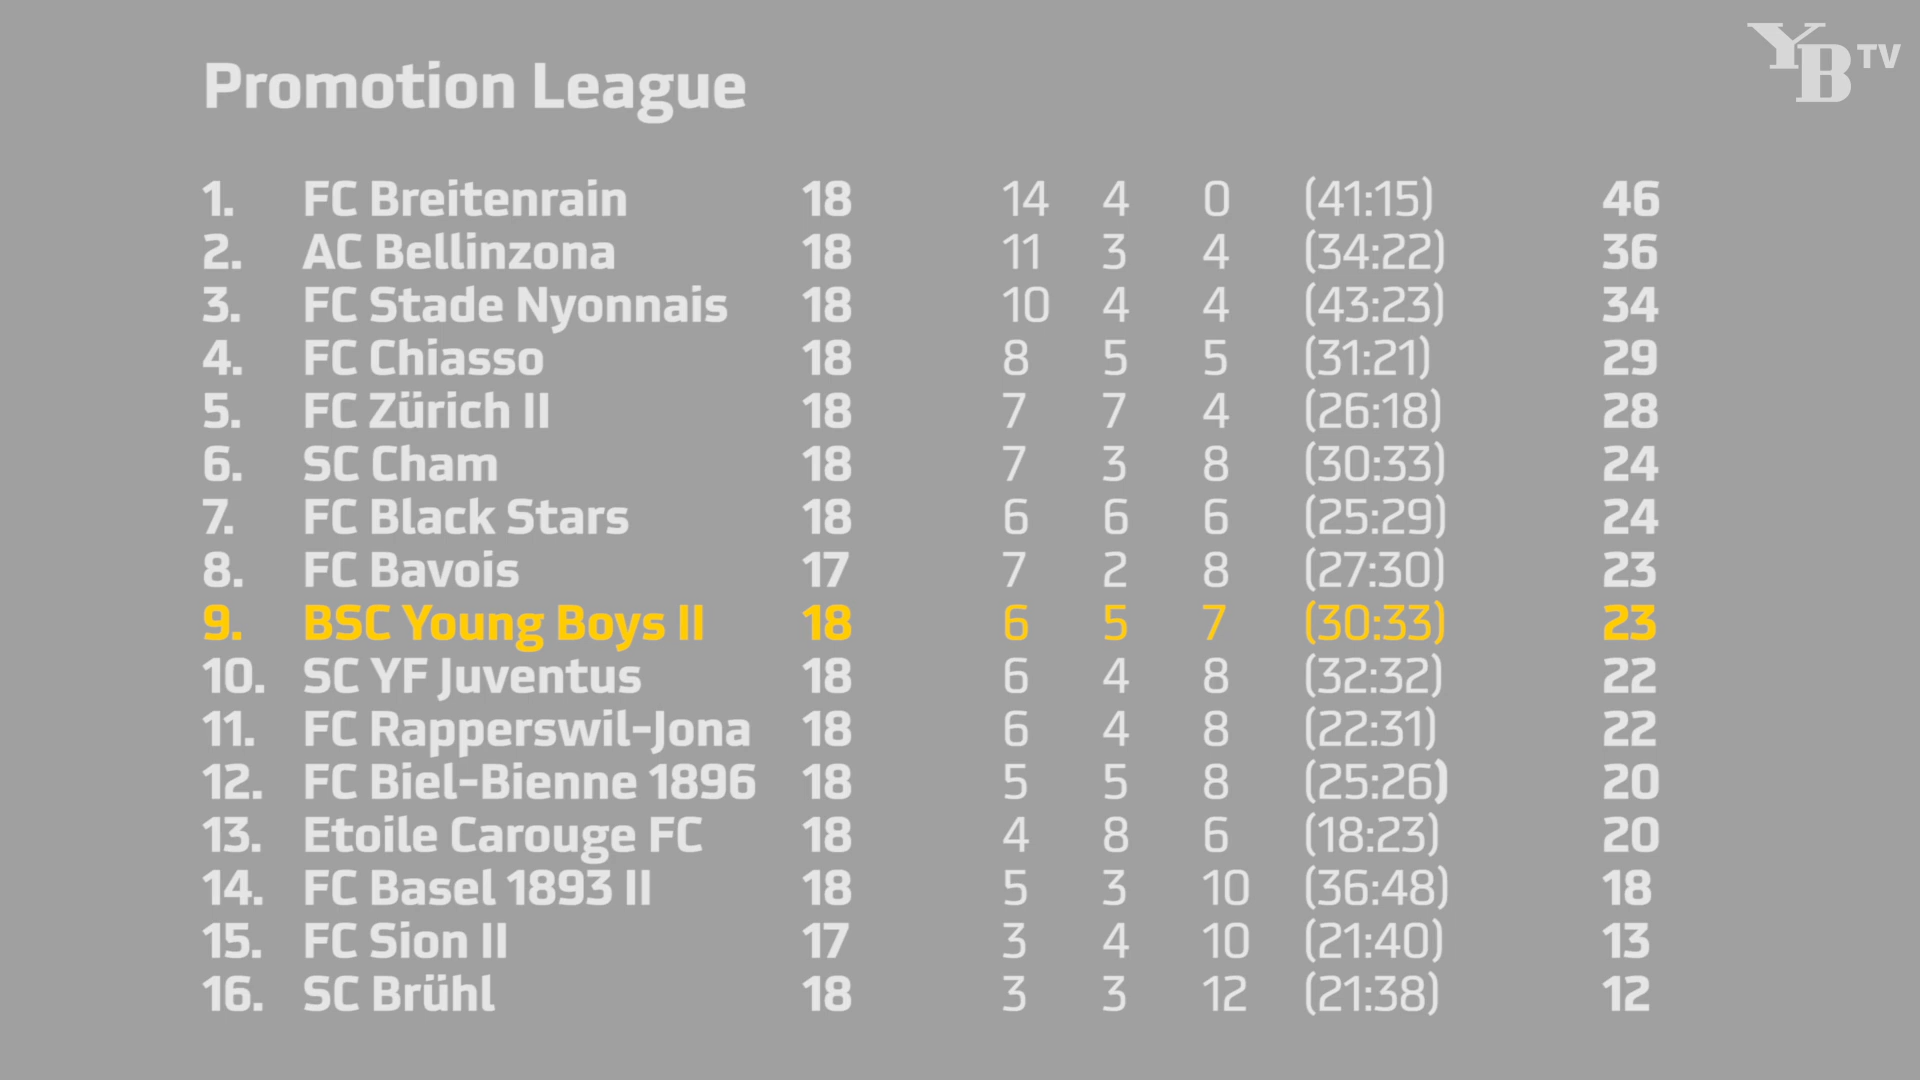 YB TV
Promotion League
1. FC Breitenrain 18 14 4 0 (41:15) 46
2. AC Bellinzona 18 11 3 4 (34:22) 36
3. FC Stade Nyonnais 18 10 4 4 (43:23) 34
4. FC Chiasso 18 8 5 5 (31:21) 29
5. FC Zürich II 18 7 7 4 (26:18) 28
6. SC Cham 18 7 3 8 (30:33) 24
7. FC Black Stars 18 6 6 6 (25:29) 24
8. FC Bavois 17 7 2 8 (27:30) 23
9. BSC Young Boys II 18 6 5 7 (30:33) 23
10. SC YF Juventus 18 6 4 8 (32:32) 22
11. FC Rapperswil-Jona 18 6 4 8 (22:31) 22
12. FC Biel-Bienne 1896 18 5 5 8 (25:26) 20
13. Etoile Carouge FC 18 4 8 6 (18:23) 20
14. FC Basel 1893 II 18 5 3 10 (36:48) 18
15. FC Sion II 17 3 4 10 (21:40) 13
16. SC Brühl 18 3 3 12 (21:38) 12